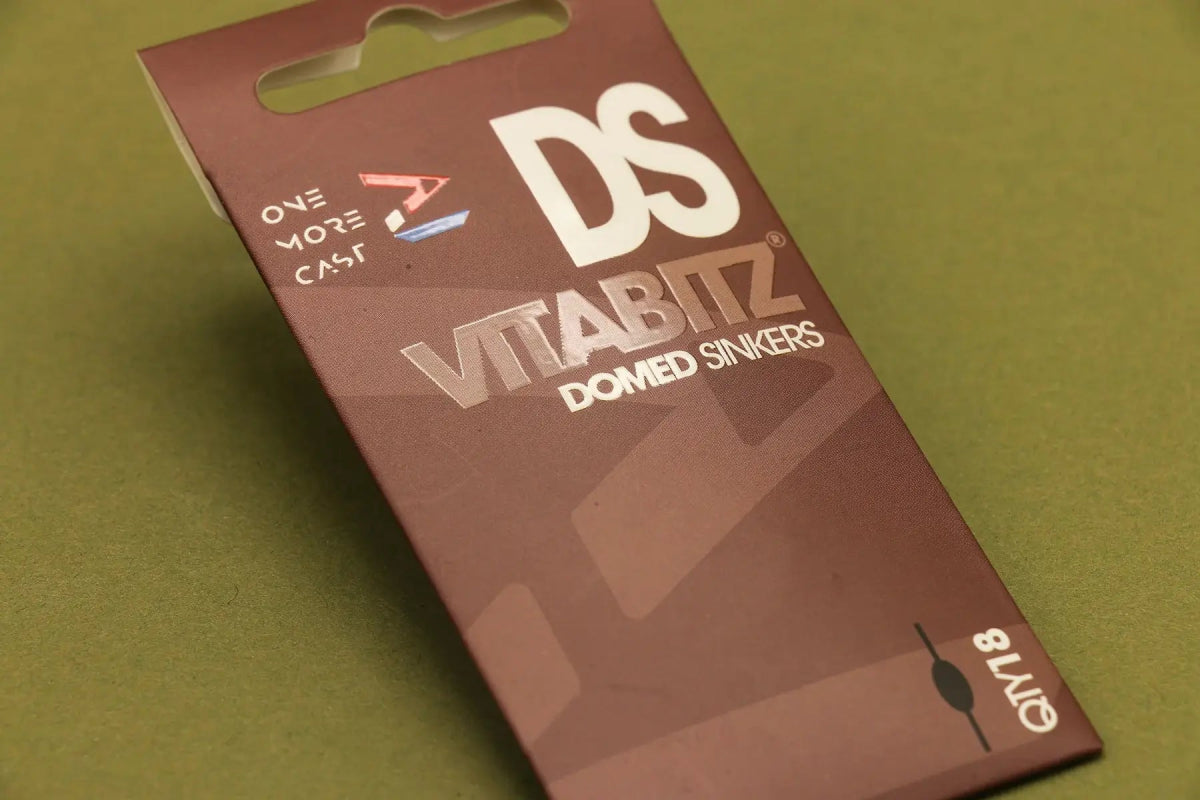 DS
ONE
MORE
CAST
VITABITZ®
DOMED SINKERS
QTY18